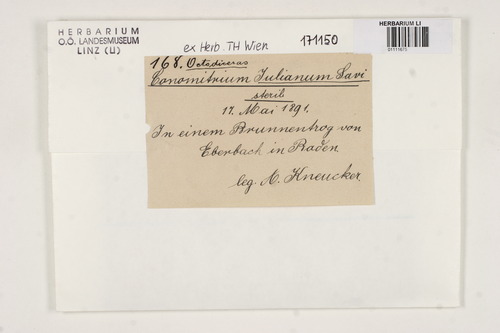 HERBARIUM
O.Ö. LANDESMUSEUM
LINZ (LI)
ex Herb. TH Wien
171150
HERBARIUM LI
168. Octodiceras
Conomitrium Julianum Savi
steril
17. Mai 1891.
In einem Brunnentrog von
Eberbach in Baden
leg. A. Kneucker